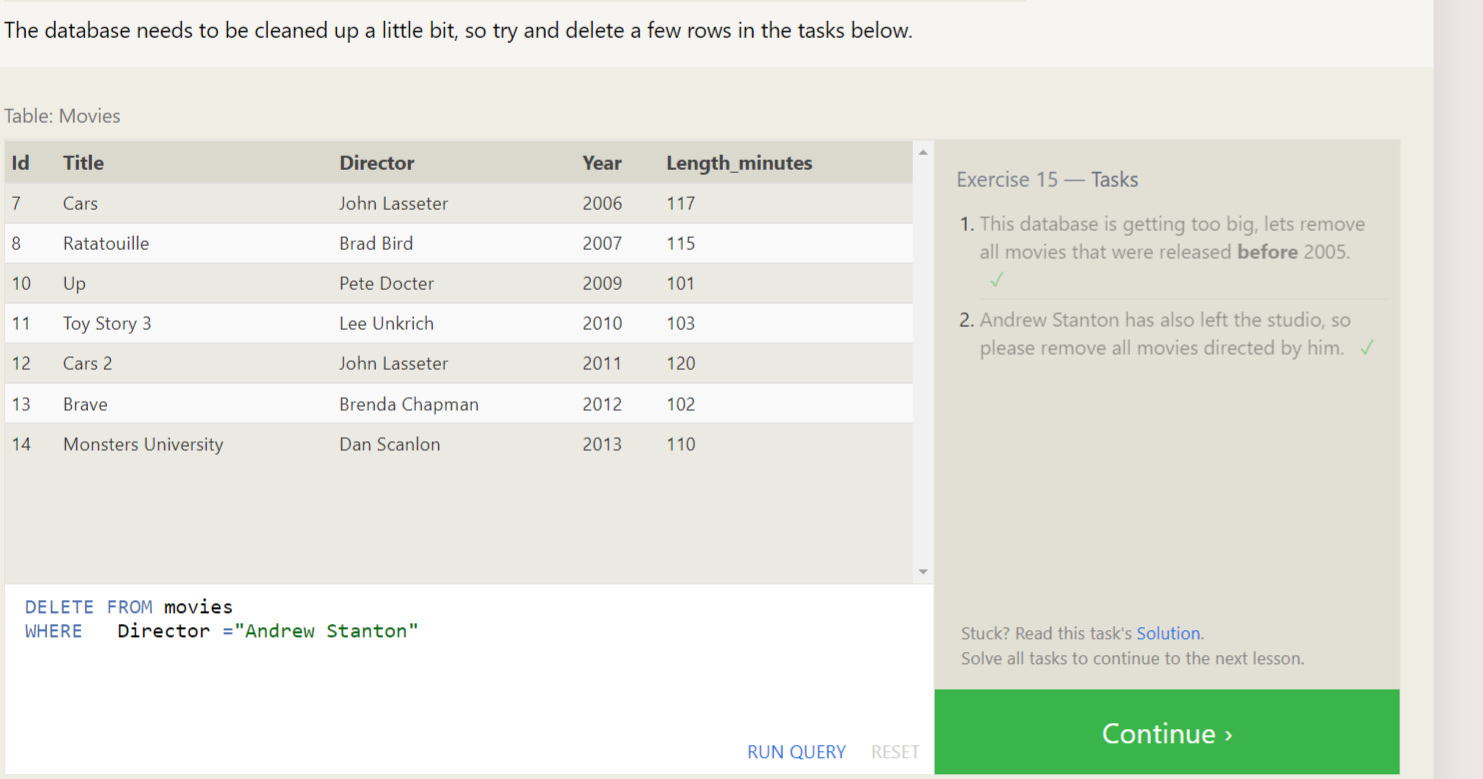 The database needs to be cleaned up a little bit, so try and delete a few rows in the tasks below.
Table: Movies
Id Title Director Year Length_minutes
7 Cars John Lasseter 2006 117
8 Ratatouille Brad Bird 2007 115
10 Up Pete Docter 2009 101
11 Toy Story 3 Lee Unkrich 2010 103
12 Cars 2 John Lasseter 2011 120
13 Brave Brenda Chapman 2012 102
14 Monsters University Dan Scanlon 2013 110
DELETE FROM movies
WHERE Director ="Andrew Stanton"
RUN QUERY RESET
Exercise 15 — Tasks
1. This database is getting too big, lets remove
all movies that were released before 2005.
✓
2. Andrew Stanton has also left the studio, so
please remove all movies directed by him. ✓
Stuck? Read this task's Solution.
Solve all tasks to continue to the next lesson.
Continue ›